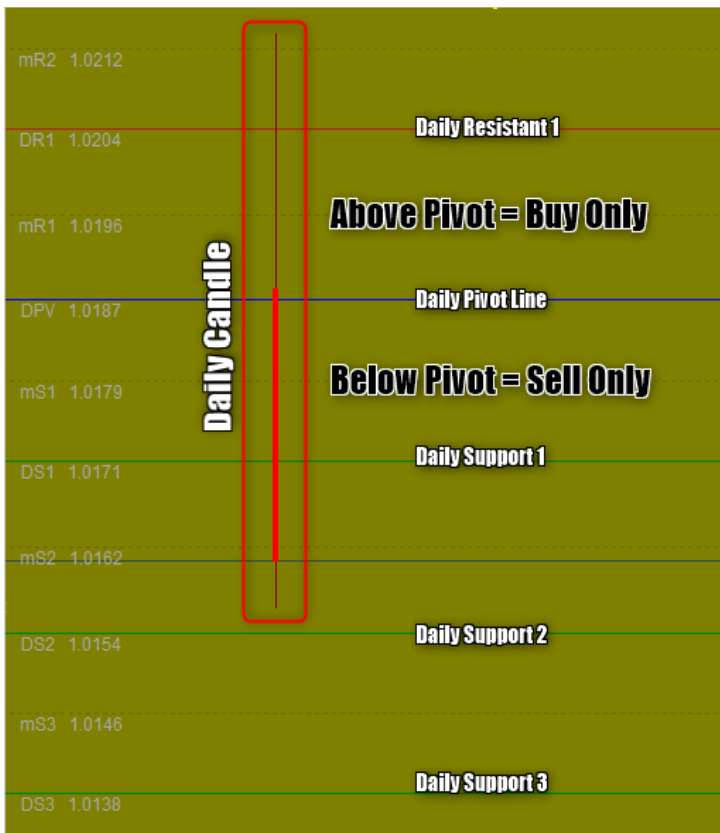 mR2 1.0212
Daily Resistant 1
DR1 1.0204
Above Pivot = Buy Only
mR1 1.0196
Daily Candle
Daily Pivot Line
DPV 1.0187
Below Pivot = Sell Only
mS1 1.0179
Daily Support 1
DS1 1.0171
mS2 1.0162
Daily Support 2
DS2 1.0154
mS3 1.0146
Daily Support 3
DS3 1.0138